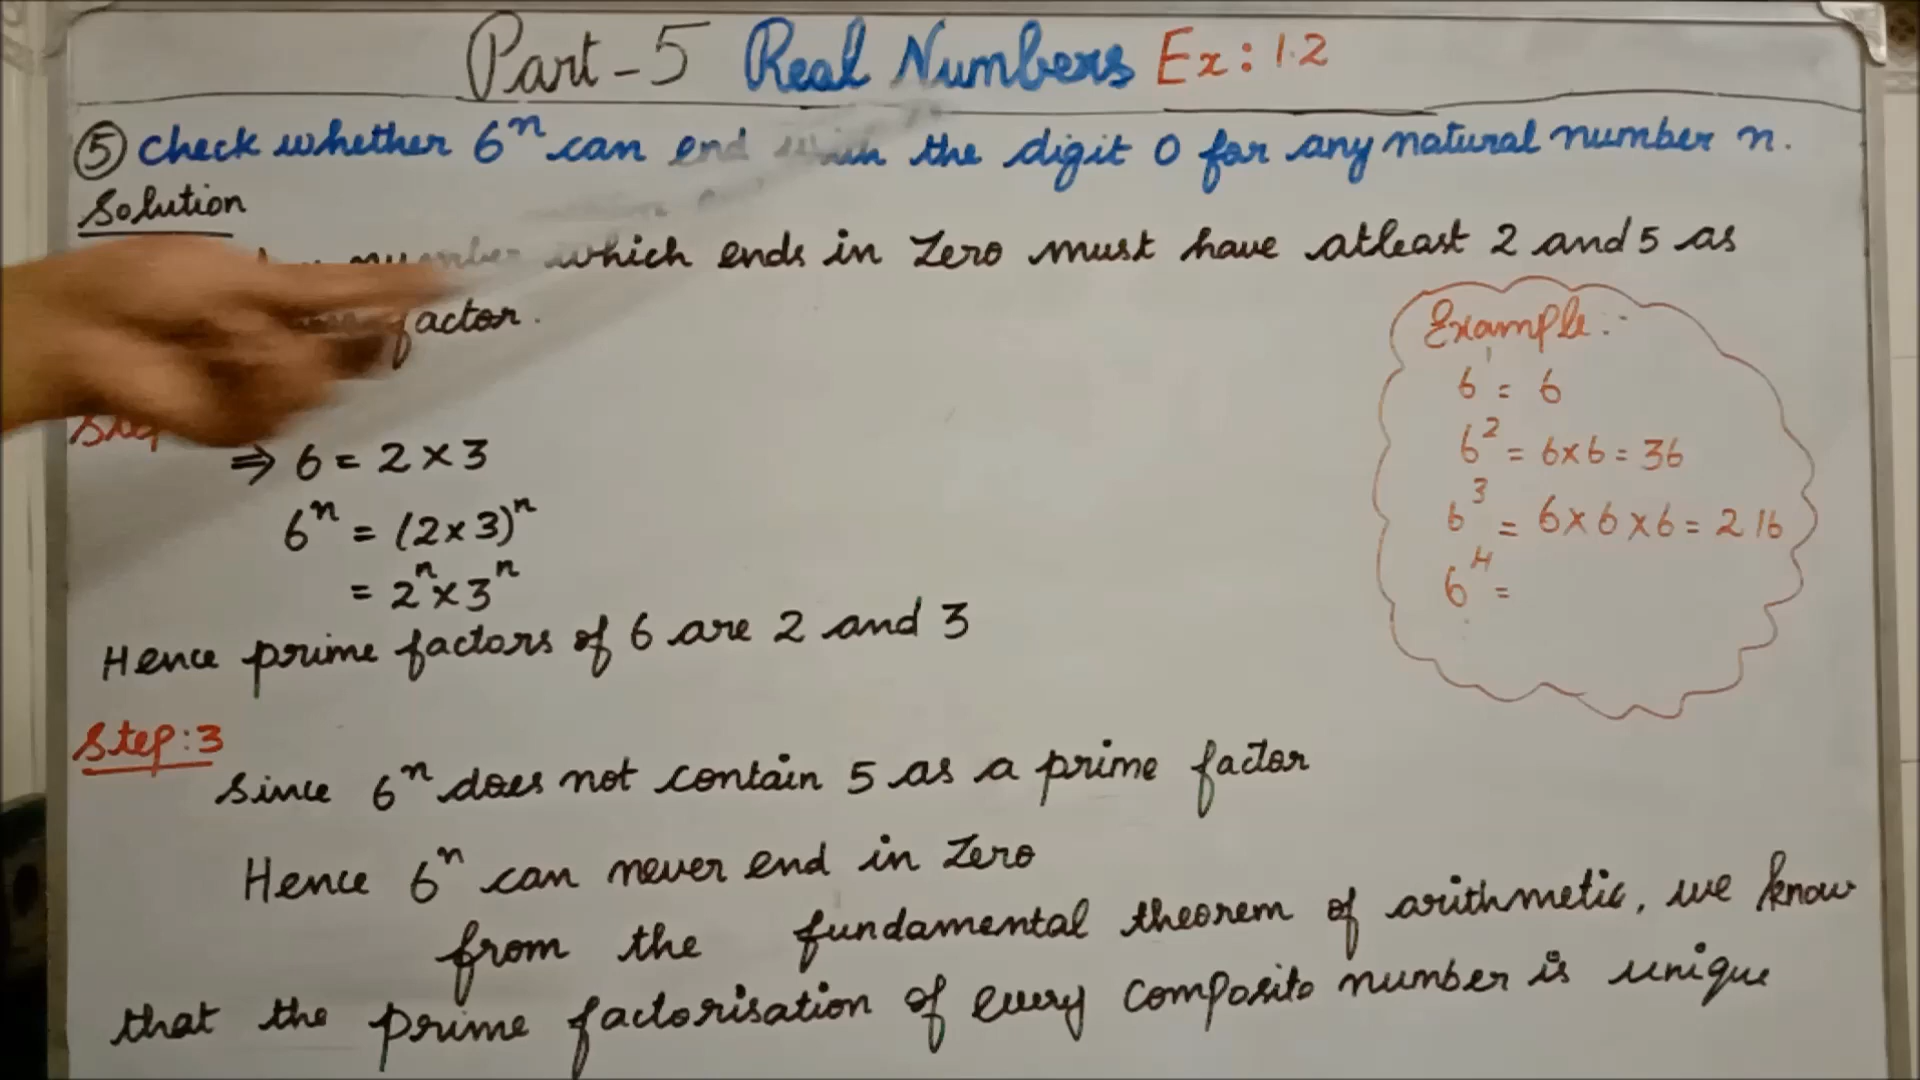 Part-5 Real Numbers Ex: 1.2
⑤ Check whether 6ⁿ can end the digit 0 for any natural number n.
Solution
number which ends in Zero must have atleast 2 and 5 as
factor.
⇒ 6 = 2 × 3
6ⁿ = (2 × 3)ⁿ
= 2ⁿ × 3ⁿ
Hence prime factors of 6 are 2 and 3
Example:-
6¹ = 6
6² = 6×6 = 36
6³ = 6×6×6 = 216
6⁴ =
Step:3
Since 6ⁿ does not contain 5 as a prime factor
Hence 6ⁿ can never end in Zero
from the fundamental theorem of arithmetic, we know
that the prime factorisation of every composite number is unique